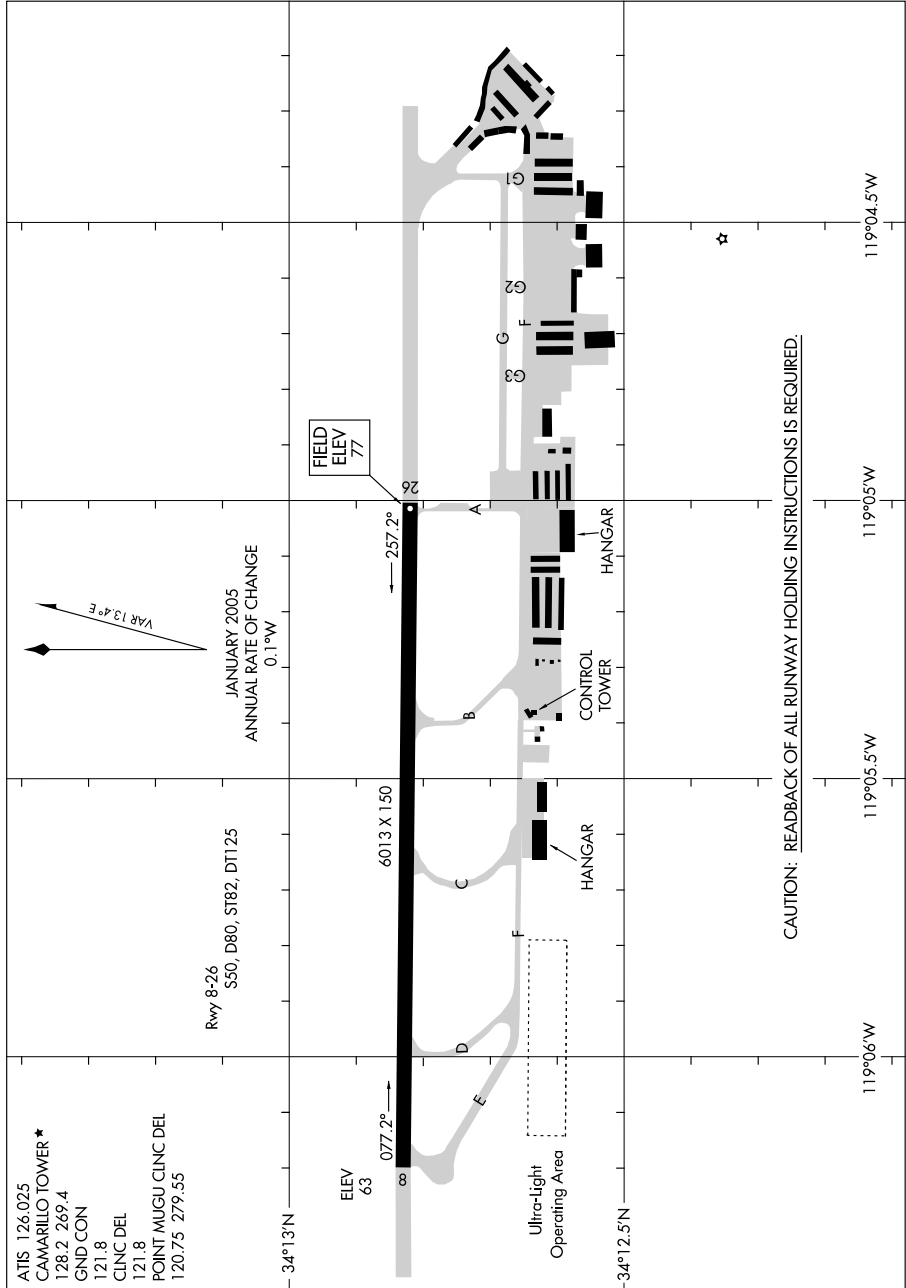 ATIS 126.025
CAMARILLO TOWER ★
128.2 269.4
GND CON
121.8
CLNC DEL
121.8
POINT MUGU CLNC DEL
120.75 279.55
Rwy 8-26
S50, D80, ST82, DT125
VAR 13.4°E
JANUARY 2005
ANNUAL RATE OF CHANGE
0.1°W
34°13'N
FIELD
ELEV
77
ELEV
63
8
077.2°
6013 X 150
257.2°
26
E
D
C
B
A
F
G3
G
G2
F
G1
Ultra-Light
Operating Area
HANGAR
CONTROL
TOWER
HANGAR
34°12.5'N
CAUTION: READBACK OF ALL RUNWAY HOLDING INSTRUCTIONS IS REQUIRED.
119°06'W
119°05.5'W
119°05'W
119°04.5'W